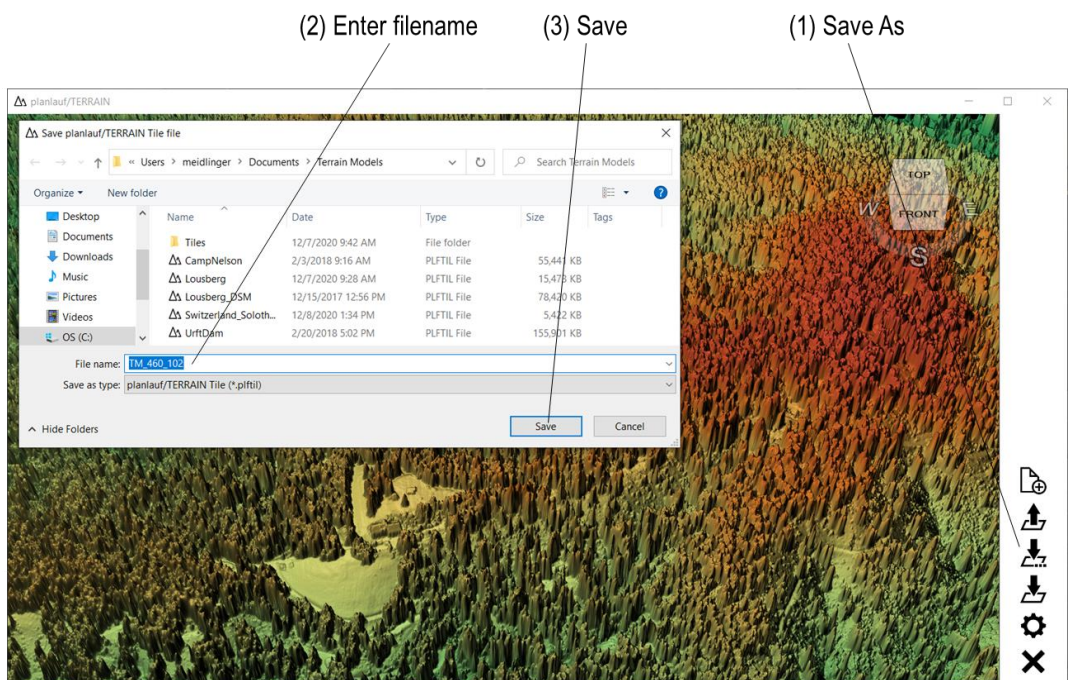 (2) Enter filename (3) Save (1) Save As
planlauf/TERRAIN
Save planlauf/TERRAIN Tile file
« Users > meidlinger > Documents > Terrain Models
Search Terrain Models
Organize New folder
Desktop
Documents
Downloads
Music
Pictures
Videos
OS (C:)
Name Date Type Size Tags
Tiles 12/7/2020 9:42 AM File folder
CampNelson 2/3/2018 9:16 AM PLFTIL File 55,441 KB
Lousberg 12/7/2020 9:28 AM PLFTIL File 15,473 KB
Lousberg_DSM 12/15/2017 12:56 PM PLFTIL File 78,420 KB
Switzerland_Soloth... 12/8/2020 1:34 PM PLFTIL File 5,422 KB
UrftDam 2/20/2018 5:02 PM PLFTIL File 155,901 KB
File name: TM_460_102
Save as type: planlauf/TERRAIN Tile (*.plftil)
Hide Folders
Save Cancel
TOP
W FRONT E
S